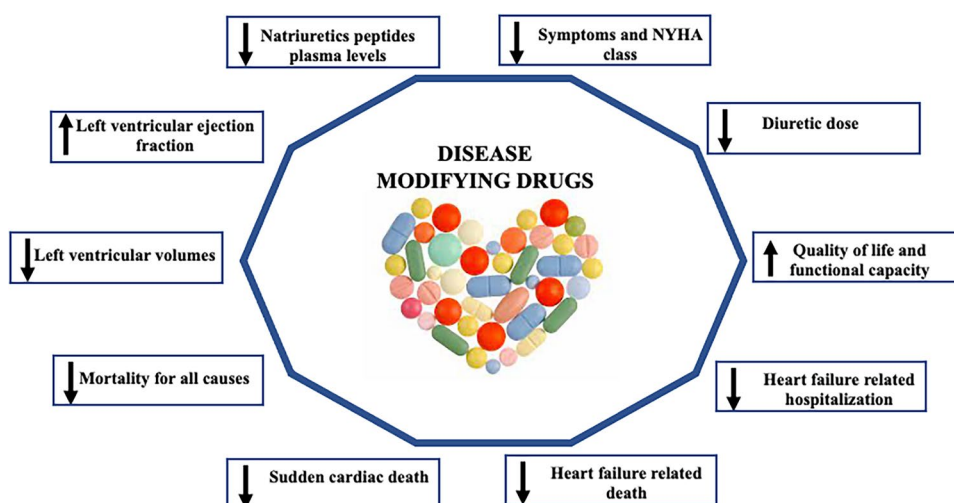 Natriuretics peptides
plasma levels
Symptoms and NYHA
class
Left ventricular ejection
fraction
Diuretic dose
DISEASE
MODIFYING DRUGS
Left ventricular volumes
Quality of life and
functional capacity
Mortality for all causes
Heart failure related
hospitalization
Sudden cardiac death
Heart failure related
death